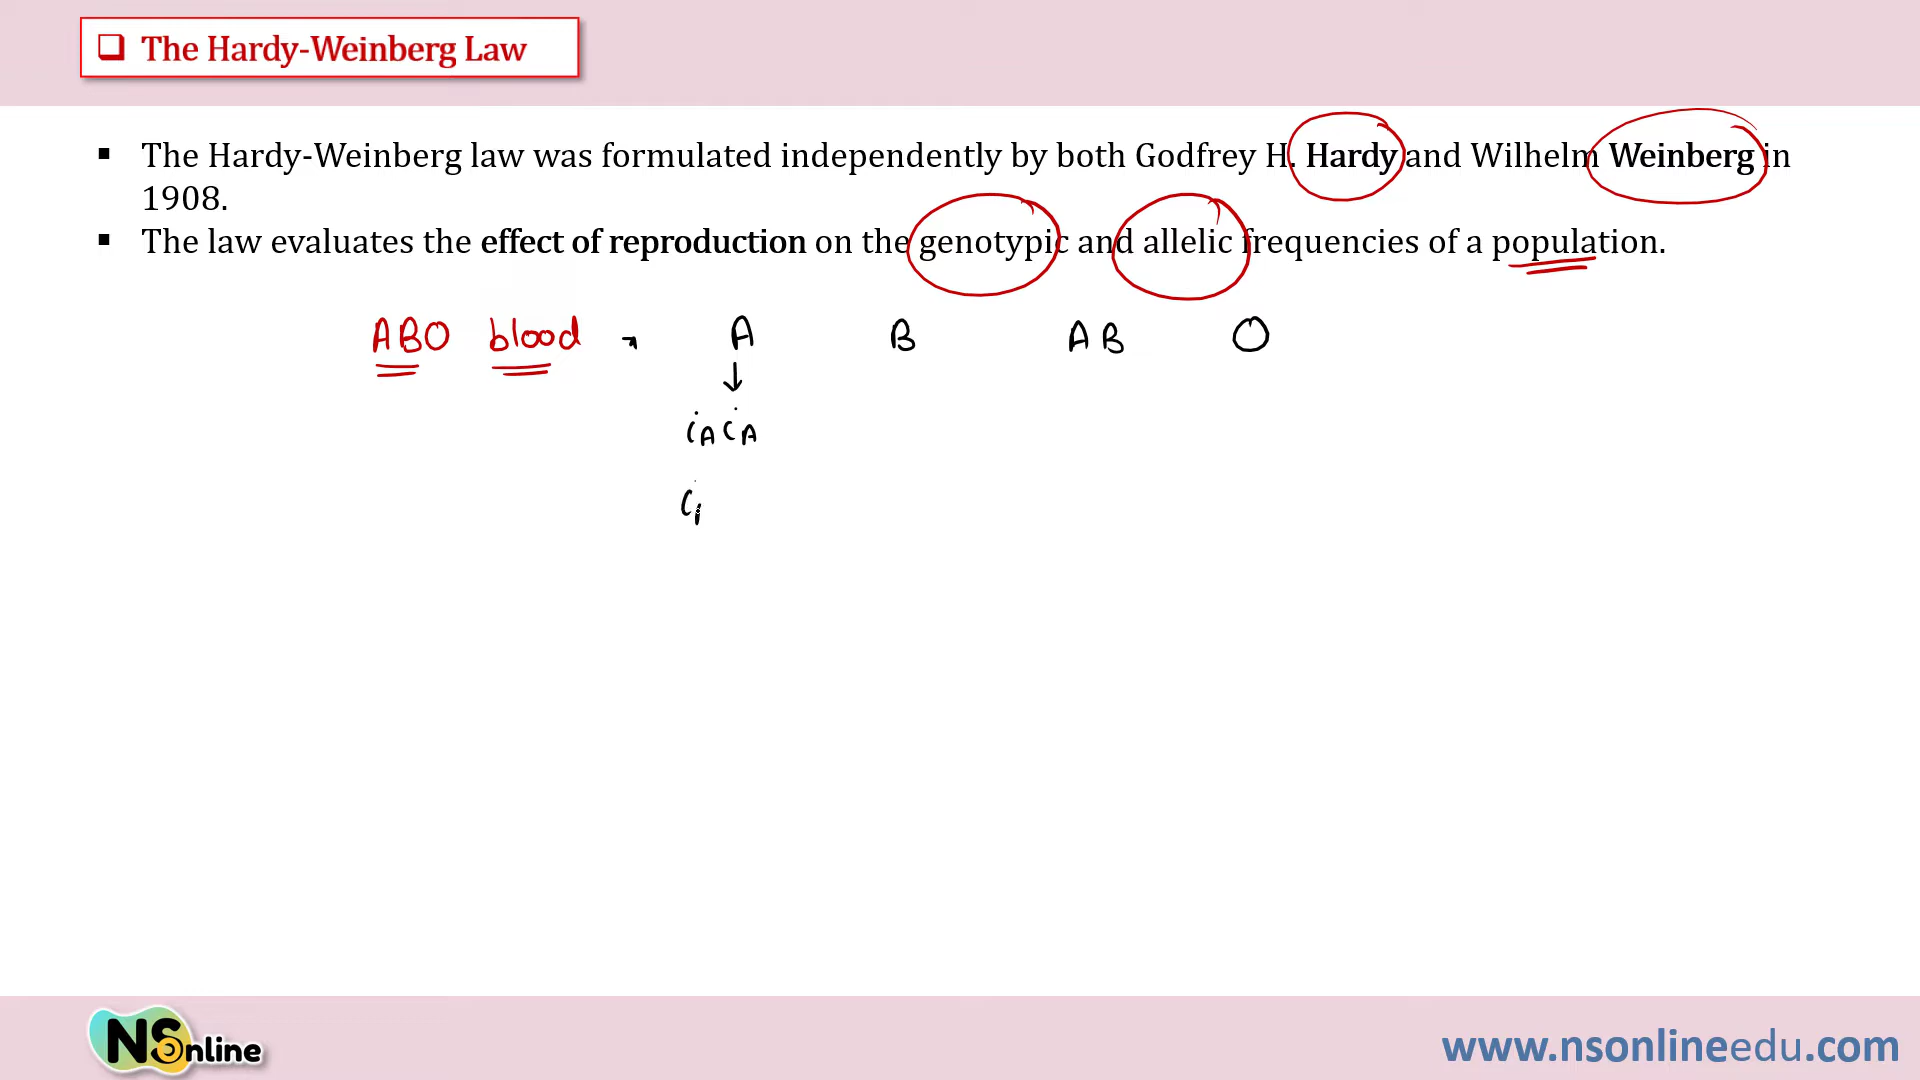 The Hardy-Weinberg Law
The Hardy-Weinberg law was formulated independently by both Godfrey H. Hardy and Wilhelm Weinberg in
1908.
The law evaluates the effect of reproduction on the genotypic and allelic frequencies of a population.
ABO blood → A B AB O
↓
iA iA
i
NSOnline
www.nsonlineedu.com